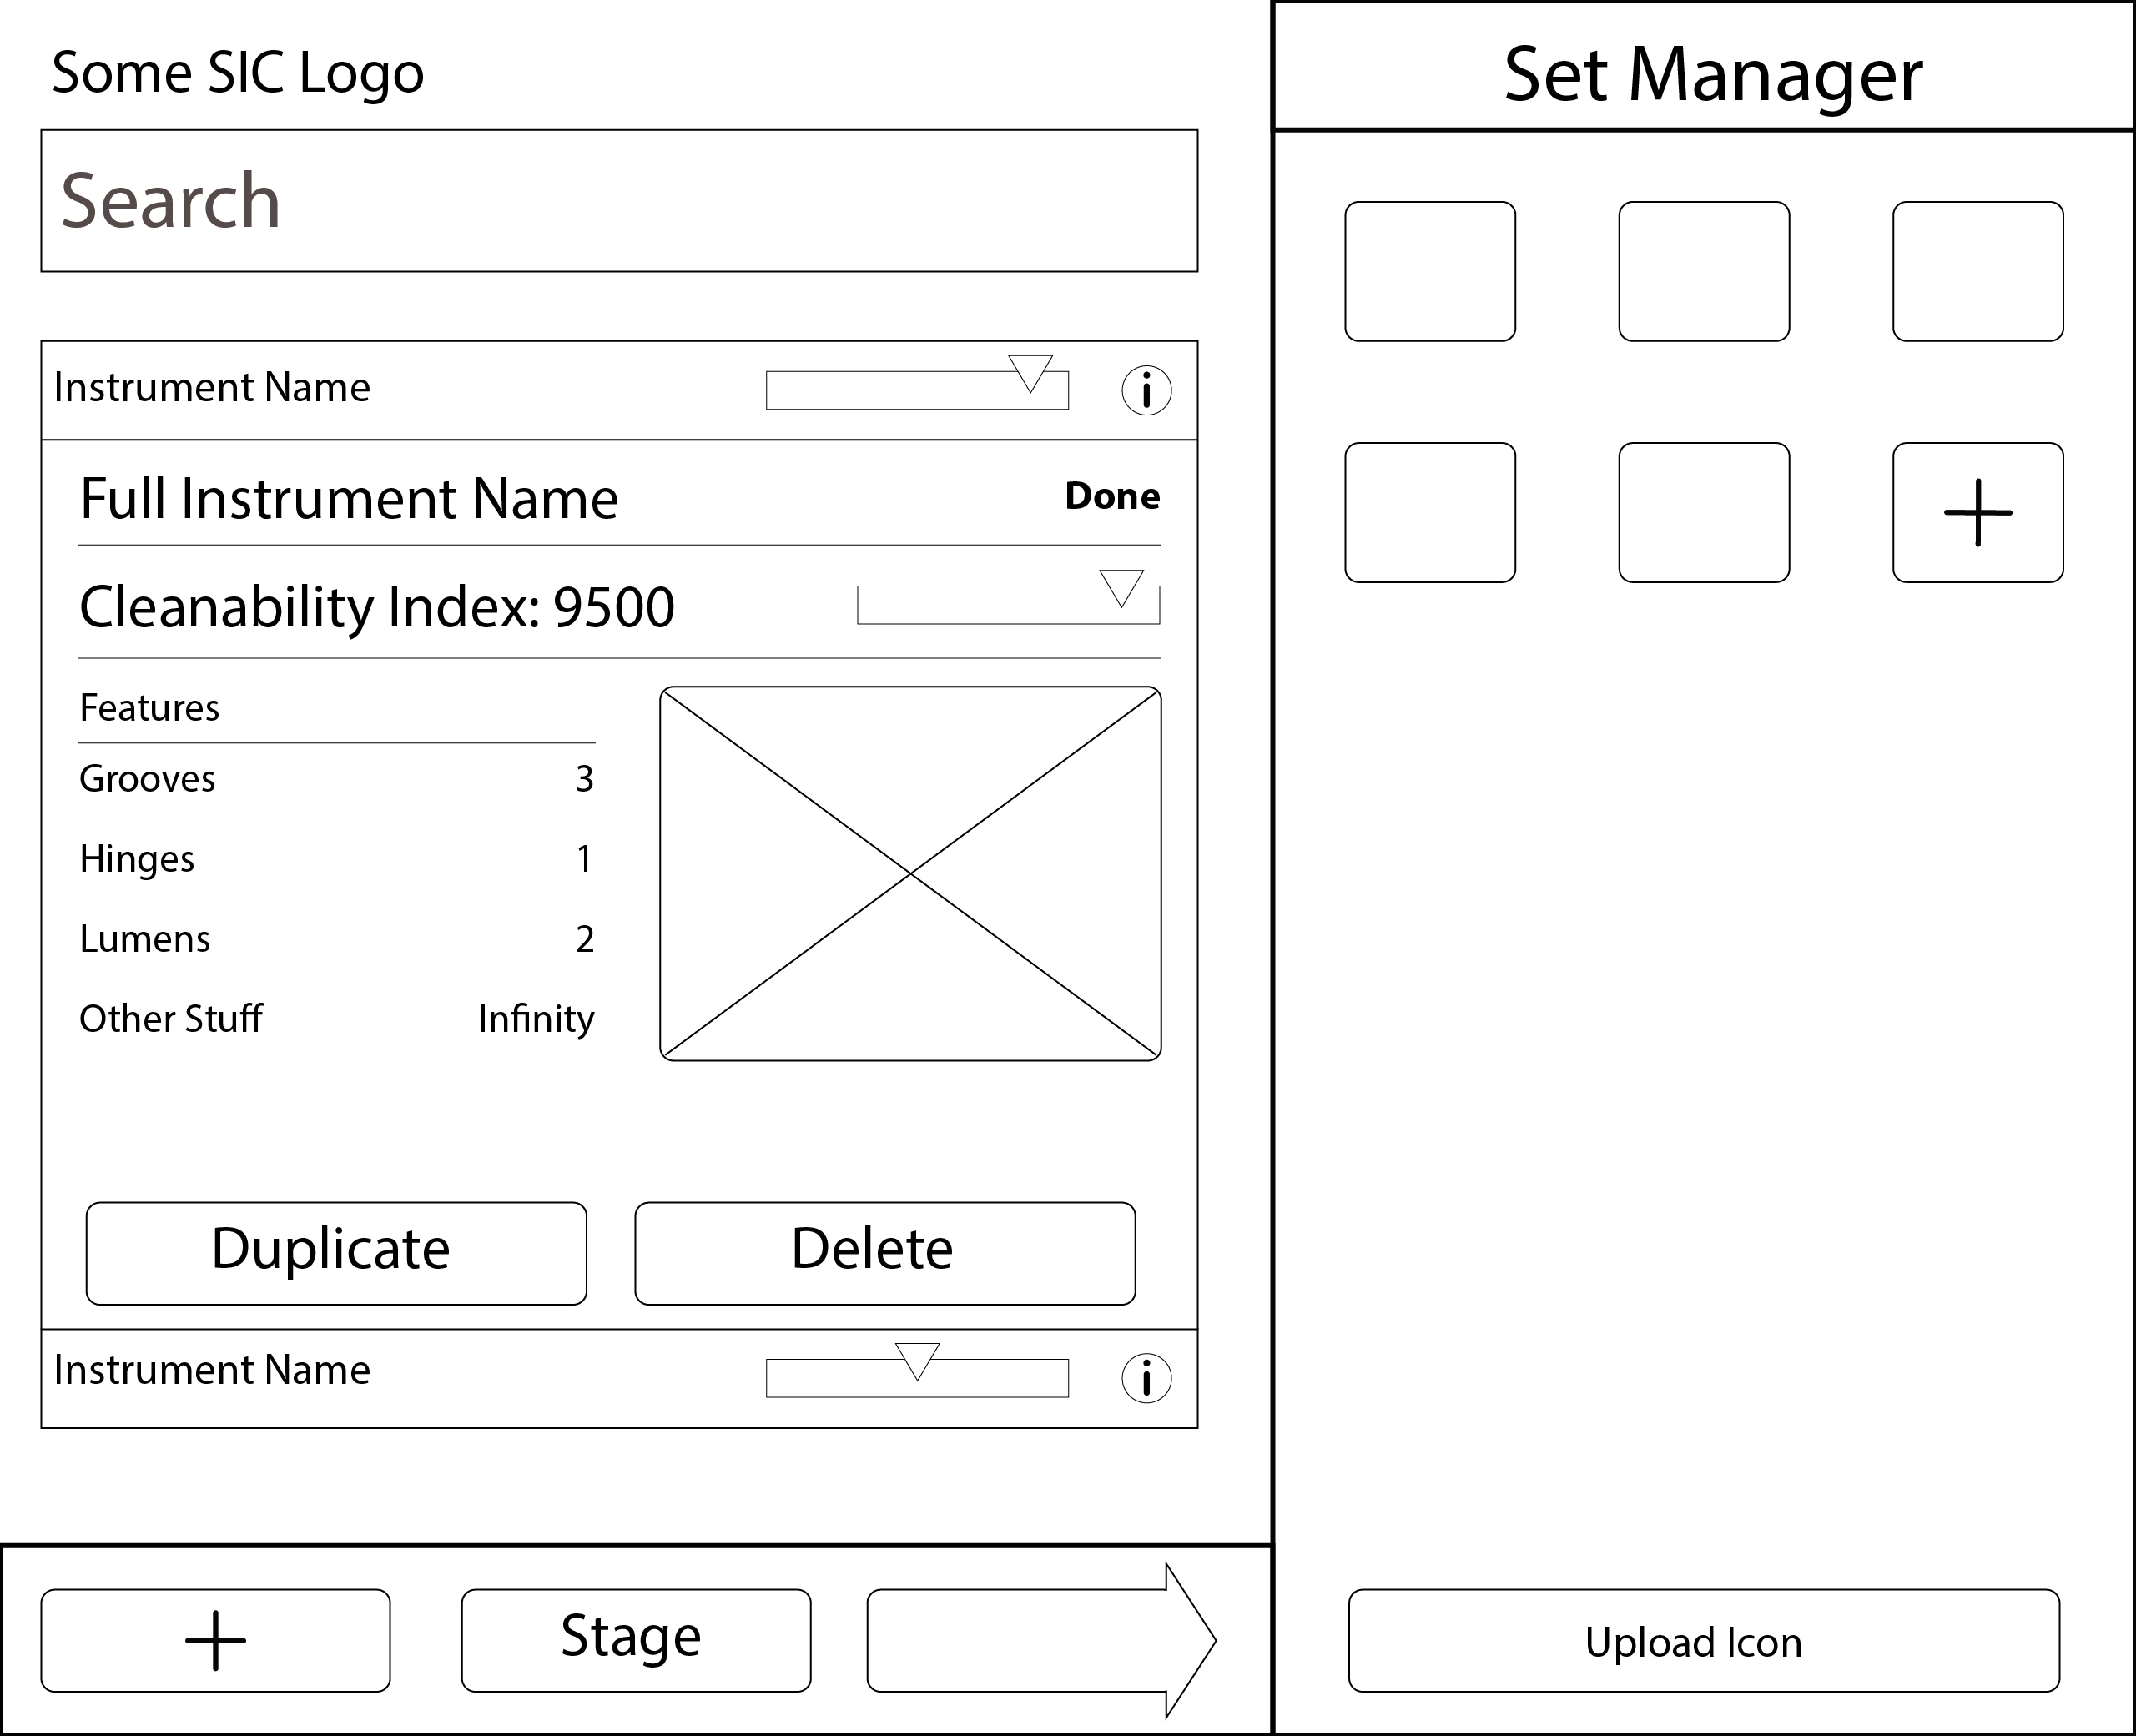 Some SIC Logo
Search
Instrument Name
i
Full Instrument Name
Done
Cleanability Index: 9500
Features
Grooves 3
Hinges 1
Lumens 2
Other Stuff Infinity
Duplicate
Delete
Instrument Name
i
+
Stage
Set Manager
+
Upload Icon